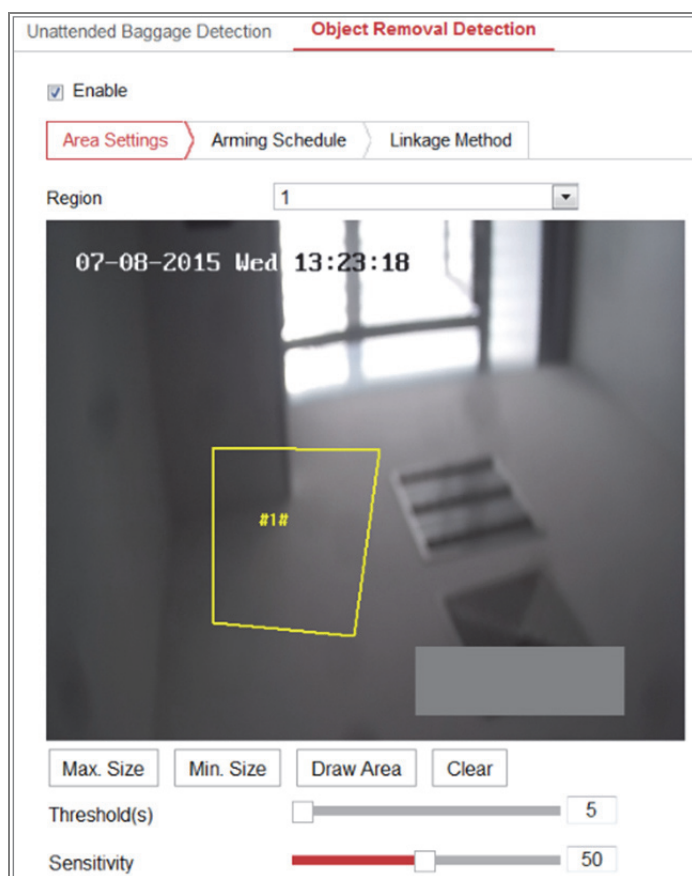 Unattended Baggage Detection Object Removal Detection
Enable
Area Settings Arming Schedule Linkage Method
Region 1
07-08-2015 Wed 13:23:18
#1#
Max. Size Min. Size Draw Area Clear
Threshold(s) 5
Sensitivity 50